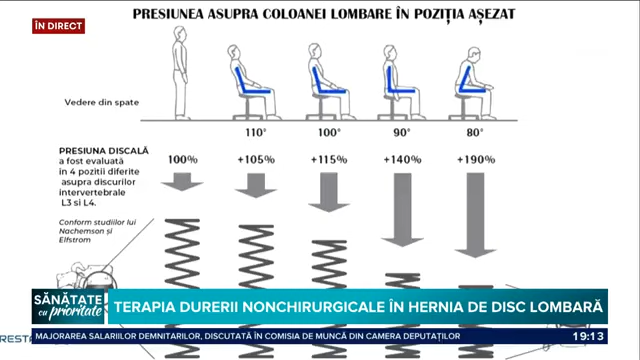 PRESIUNEA ASUPRA COLOANEI LOMBARE ÎN POZIȚIA AȘEZAT
ÎN DIRECT
Vedere din spate
110° 100° 90° 80°
PRESIUNA DISCALĂ
a fost evaluată
în 4 poziții diferite
asupra discurilor
intervertebrale
L3 si L4.
100% +105% +115% +140% +190%
Conform studiilor lui
Nachemson și
Elfstrom
SĂNĂTATE
cu prioritate
TERAPIA DURERII NONCHIRURGICALE ÎN HERNIA DE DISC LOMBARĂ
MAJORAREA SALARIILOR DEMNITARILOR, DISCUTATĂ ÎN COMISIA DE MUNCĂ DIN CAMERA DEPUTAȚILOR
19:13